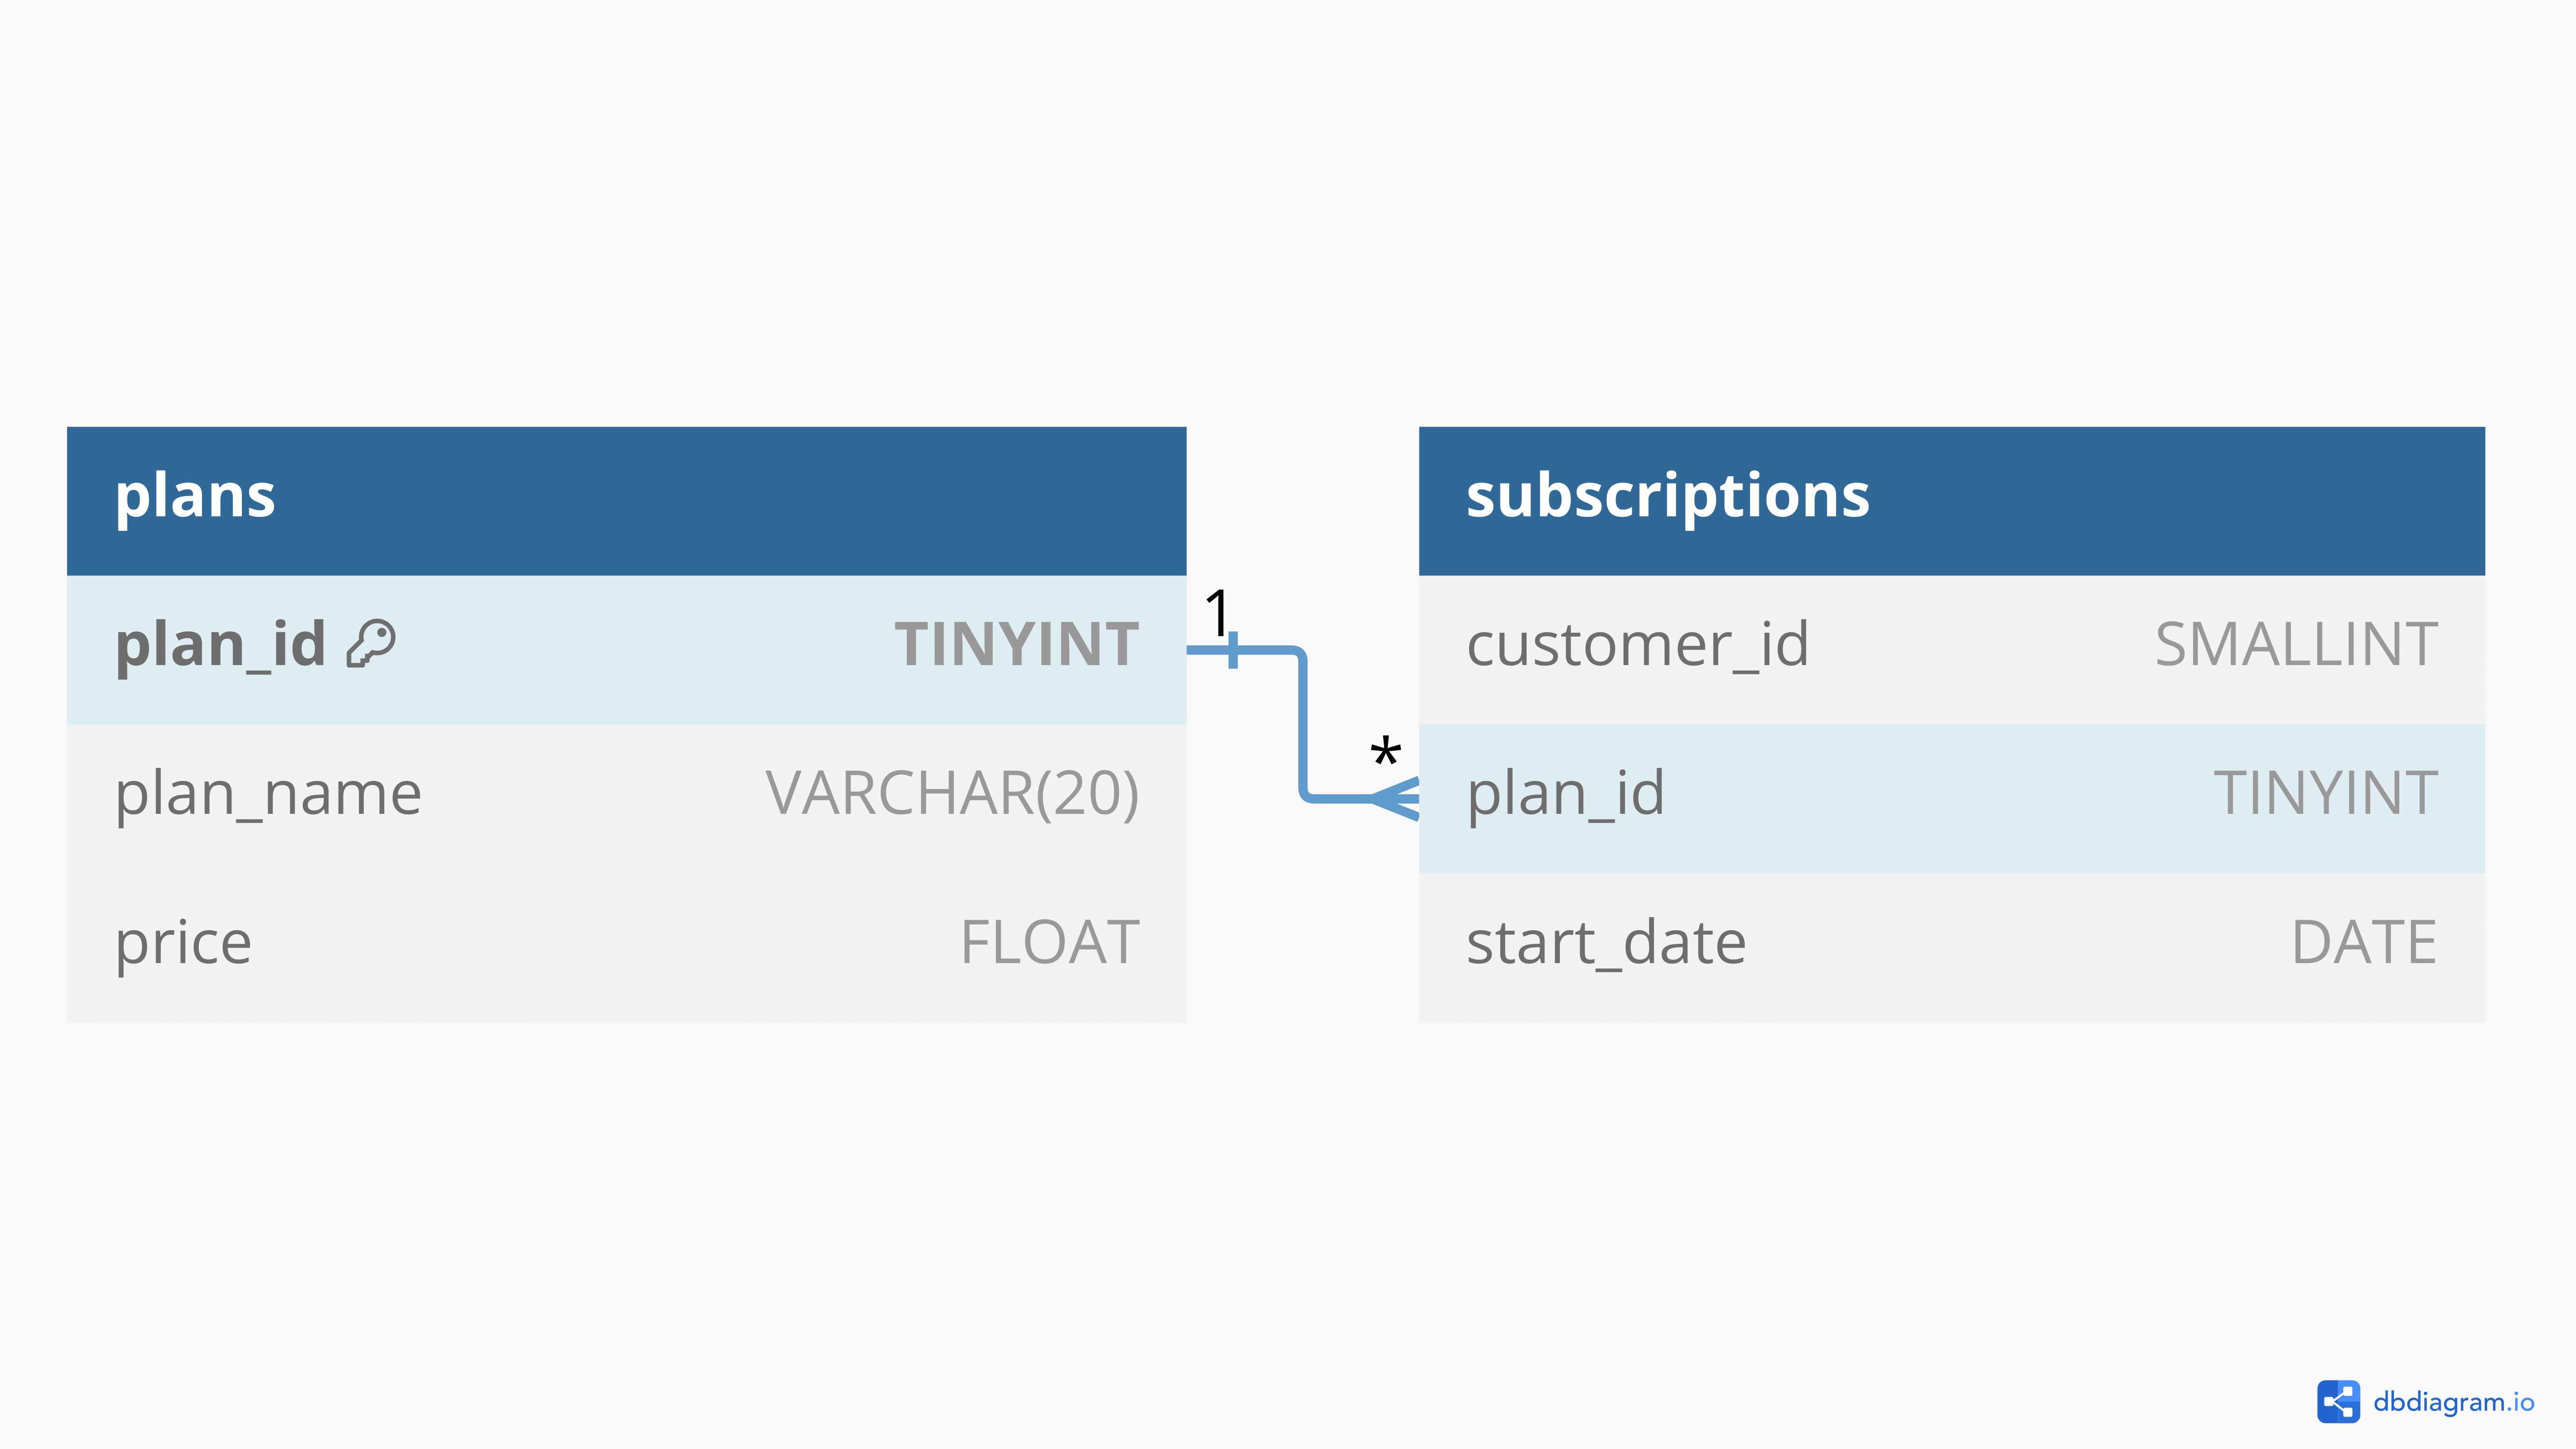 plans
plan_id TINYINT
plan_name VARCHAR(20)
price FLOAT
1
*
subscriptions
customer_id SMALLINT
plan_id TINYINT
start_date DATE
dbdiagram.io